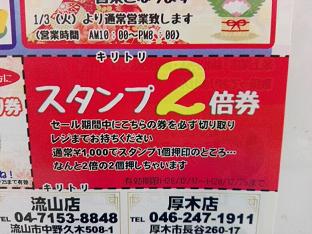 1/3（火）より通常営業致します
（営業時間　AM10：00～PM8：00）
キリトリ
スタンプ2倍券
セール期間中にこちらの券を必ず切り取り
レジまでお持ちください
通常¥1,000でスタンプ1個押印のところ…
なんと2倍の2個押しちゃいます
キリトリ
流山店
TEL 04-7153-8848
流山市中野久木508-1
厚木店
TEL 046-247-1911
厚木市長谷260-17